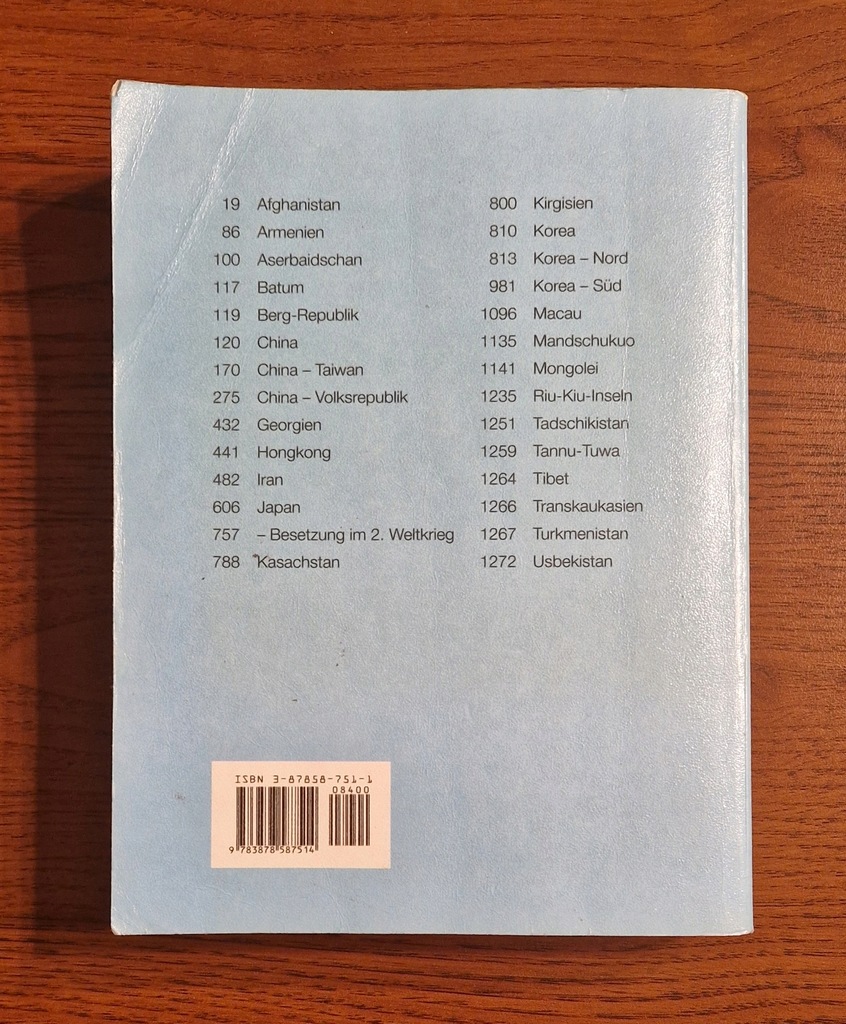 19 Afghanistan
86 Armenien
100 Aserbaidschan
117 Batum
119 Berg-Republik
120 China
170 China – Taiwan
275 China – Volksrepublik
432 Georgien
441 Hongkong
482 Iran
606 Japan
757 – Besetzung im 2. Weltkrieg
788 Kasachstan
800 Kirgisien
810 Korea
813 Korea – Nord
981 Korea – Süd
1096 Macau
1135 Mandschukuo
1141 Mongolei
1235 Riu-Kiu-Inseln
1251 Tadschikistan
1259 Tannu-Tuwa
1264 Tibet
1266 Transkaukasien
1267 Turkmenistan
1272 Usbekistan
ISBN 3-87858-751-1
08400
9 783878 587514